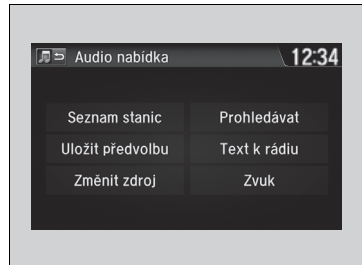 Audio nabídka 12:34
Seznam stanic Prohledávat
Uložit předvolbu Text k rádiu
Změnit zdroj Zvuk